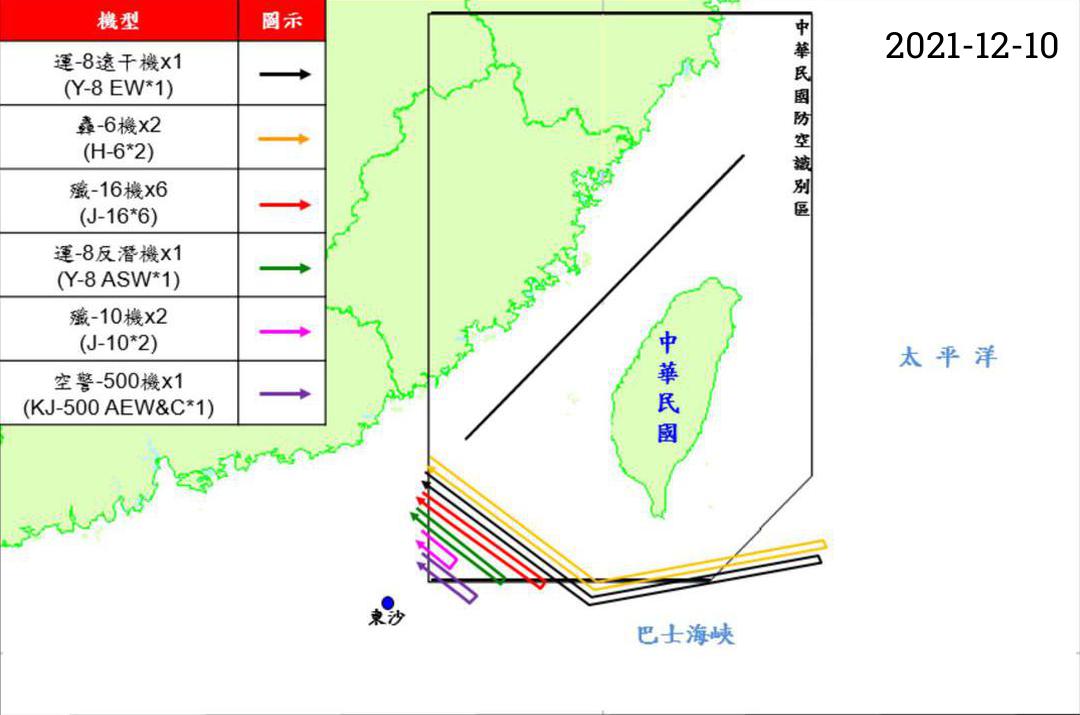 機型 圖示
運-8遠干機x1
(Y-8 EW*1)
轟-6機x2
(H-6*2)
殲-16機x6
(J-16*6)
運-8反潛機x1
(Y-8 ASW*1)
殲-10機x2
(J-10*2)
空警-500機x1
(KJ-500 AEW&C*1)
2021-12-10
中華民國防空識別區
中華民國
太平洋
東沙
巴士海峽